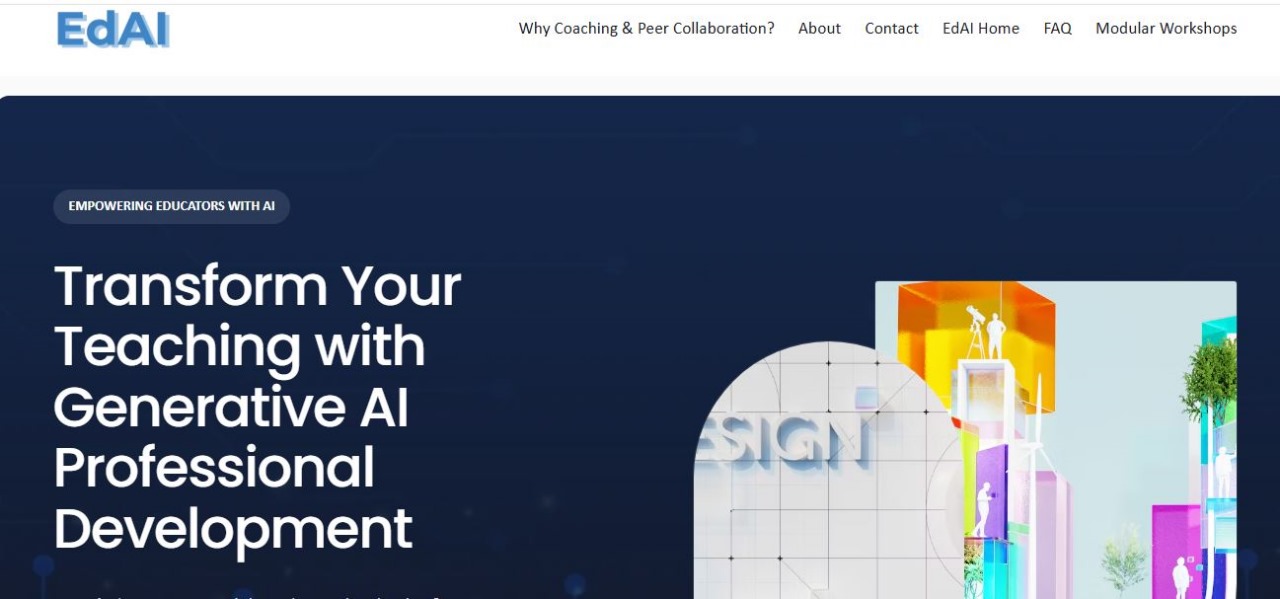 EdAI
Why Coaching & Peer Collaboration? About Contact EdAI Home FAQ Modular Workshops
EMPOWERING EDUCATORS WITH AI
Transform Your
Teaching with
Generative AI
Professional
Development
ESIGN